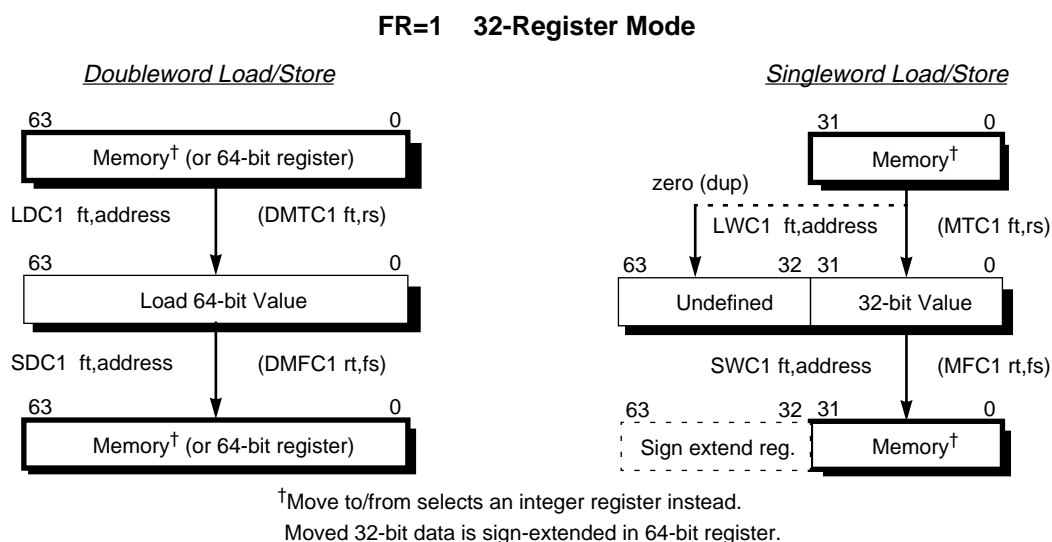 FR=1 32-Register Mode
Doubleword Load/Store
63 0
Memory† (or 64-bit register)
LDC1 ft,address (DMTC1 ft,rs)
63 0
Load 64-bit Value
SDC1 ft,address (DMFC1 rt,fs)
63 0
Memory† (or 64-bit register)
Singleword Load/Store
31 0
Memory†
zero (dup)
LWC1 ft,address (MTC1 ft,rs)
63 32 31 0
Undefined 32-bit Value
SWC1 ft,address (MFC1 rt,fs)
63 32 31 0
Sign extend reg. Memory†
†Move to/from selects an integer register instead.
Moved 32-bit data is sign-extended in 64-bit register.